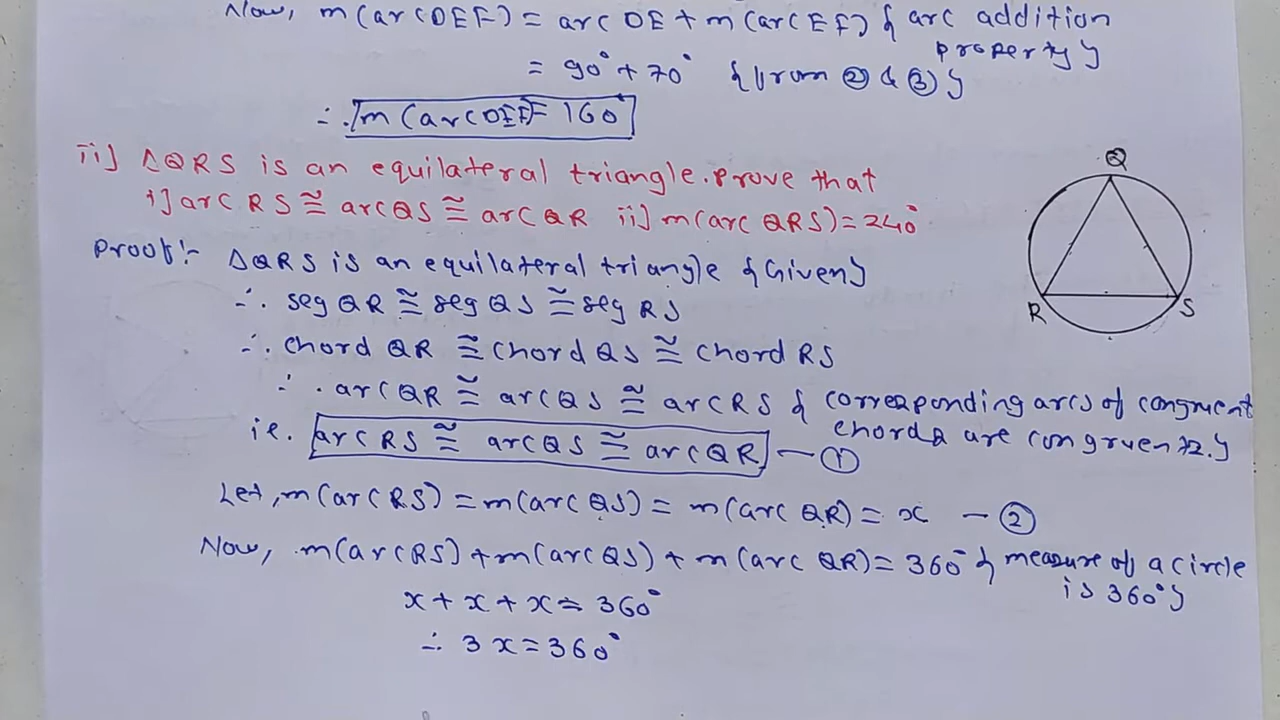 Now, m(arc DEF) = arc DE + m(arc EF) { arc addition property }
= 90° + 70° {from ② & ③}
∴ m(arc DEF) = 160°
ii] △QRS is an equilateral triangle. prove that
i] arc RS ≅ arc QS ≅ arc QR ii] m(arc QRS) = 240°
Proof:- △QRS is an equilateral triangle {Given}
∴ seg QR ≅ seg QS ≅ seg RS
∴ chord QR ≅ chord QS ≅ chord RS
∴ arc QR ≅ arc QS ≅ arc RS { corresponding arcs of congruent chords are congruent.}
ie. arc RS ≅ arc QS ≅ arc QR — ①
Let, m(arc RS) = m(arc QS) = m(arc QR) = x — ②
Now, m(arc RS) + m(arc QS) + m(arc QR) = 360° { measure of a circle is 360°}
x + x + x = 360°
∴ 3x = 360°
Q
R
S